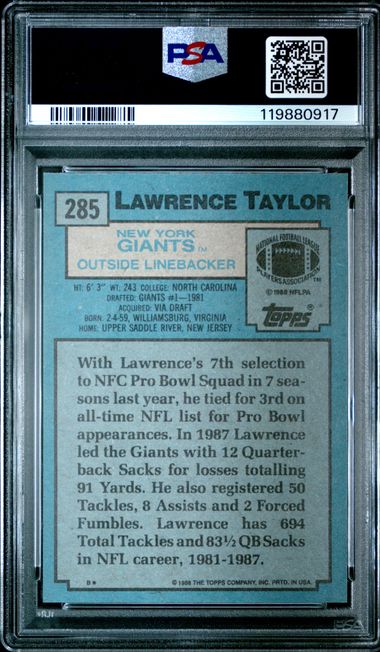 PSA
119880917
285
LAWRENCE TAYLOR
NEW YORK
GIANTS TM
OUTSIDE LINEBACKER
NATIONAL FOOTBALL LEAGUE
PLAYERS ASSOCIATION
© 1988 NFLPA
HT: 6' 3" WT: 243 COLLEGE: NORTH CAROLINA
DRAFTED: GIANTS #1—1981
ACQUIRED: VIA DRAFT
BORN: 2-4-59, WILLIAMSBURG, VIRGINIA
HOME: UPPER SADDLE RIVER, NEW JERSEY
Topps
With Lawrence's 7th selection
to NFC Pro Bowl Squad in 7 sea-
sons last year, he tied for 3rd on
all-time NFL list for Pro Bowl
appearances. In 1987 Lawrence
led the Giants with 12 Quarter-
back Sacks for losses totalling
91 Yards. He also registered 50
Tackles, 8 Assists and 2 Forced
Fumbles. Lawrence has 694
Total Tackles and 83½ QB Sacks
in NFL career, 1981-1987.
B* © 1988 THE TOPPS COMPANY, INC. PRTD. IN U.S.A.
PSA